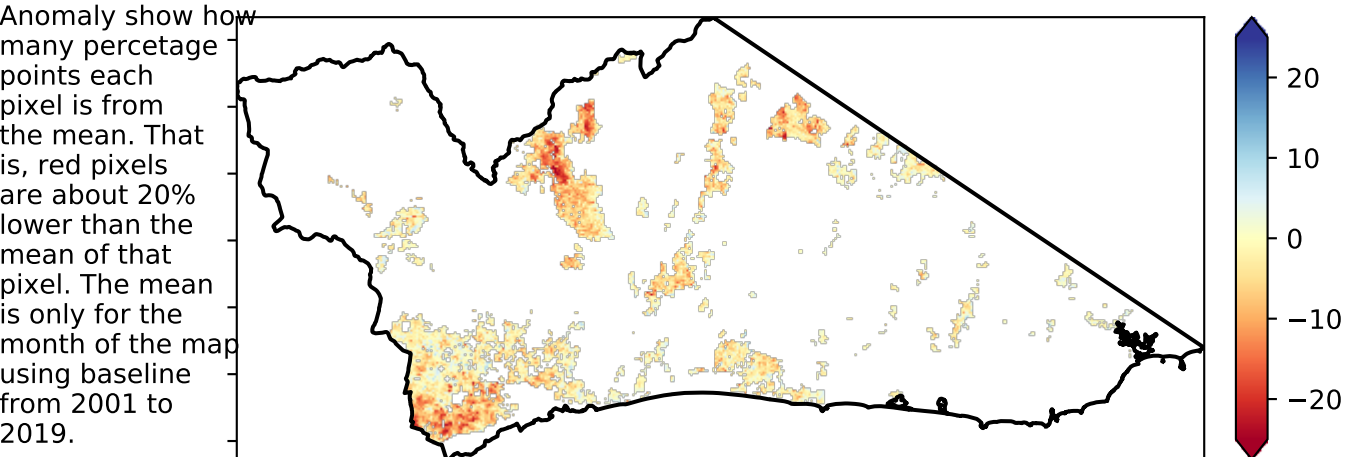 Anomaly show how
many percetage
points each
pixel is from
the mean. That
is, red pixels
are about 20%
lower than the
mean of that
pixel. The mean
is only for the
month of the map
using baseline
from 2001 to
2019.
20
10
0
−10
−20